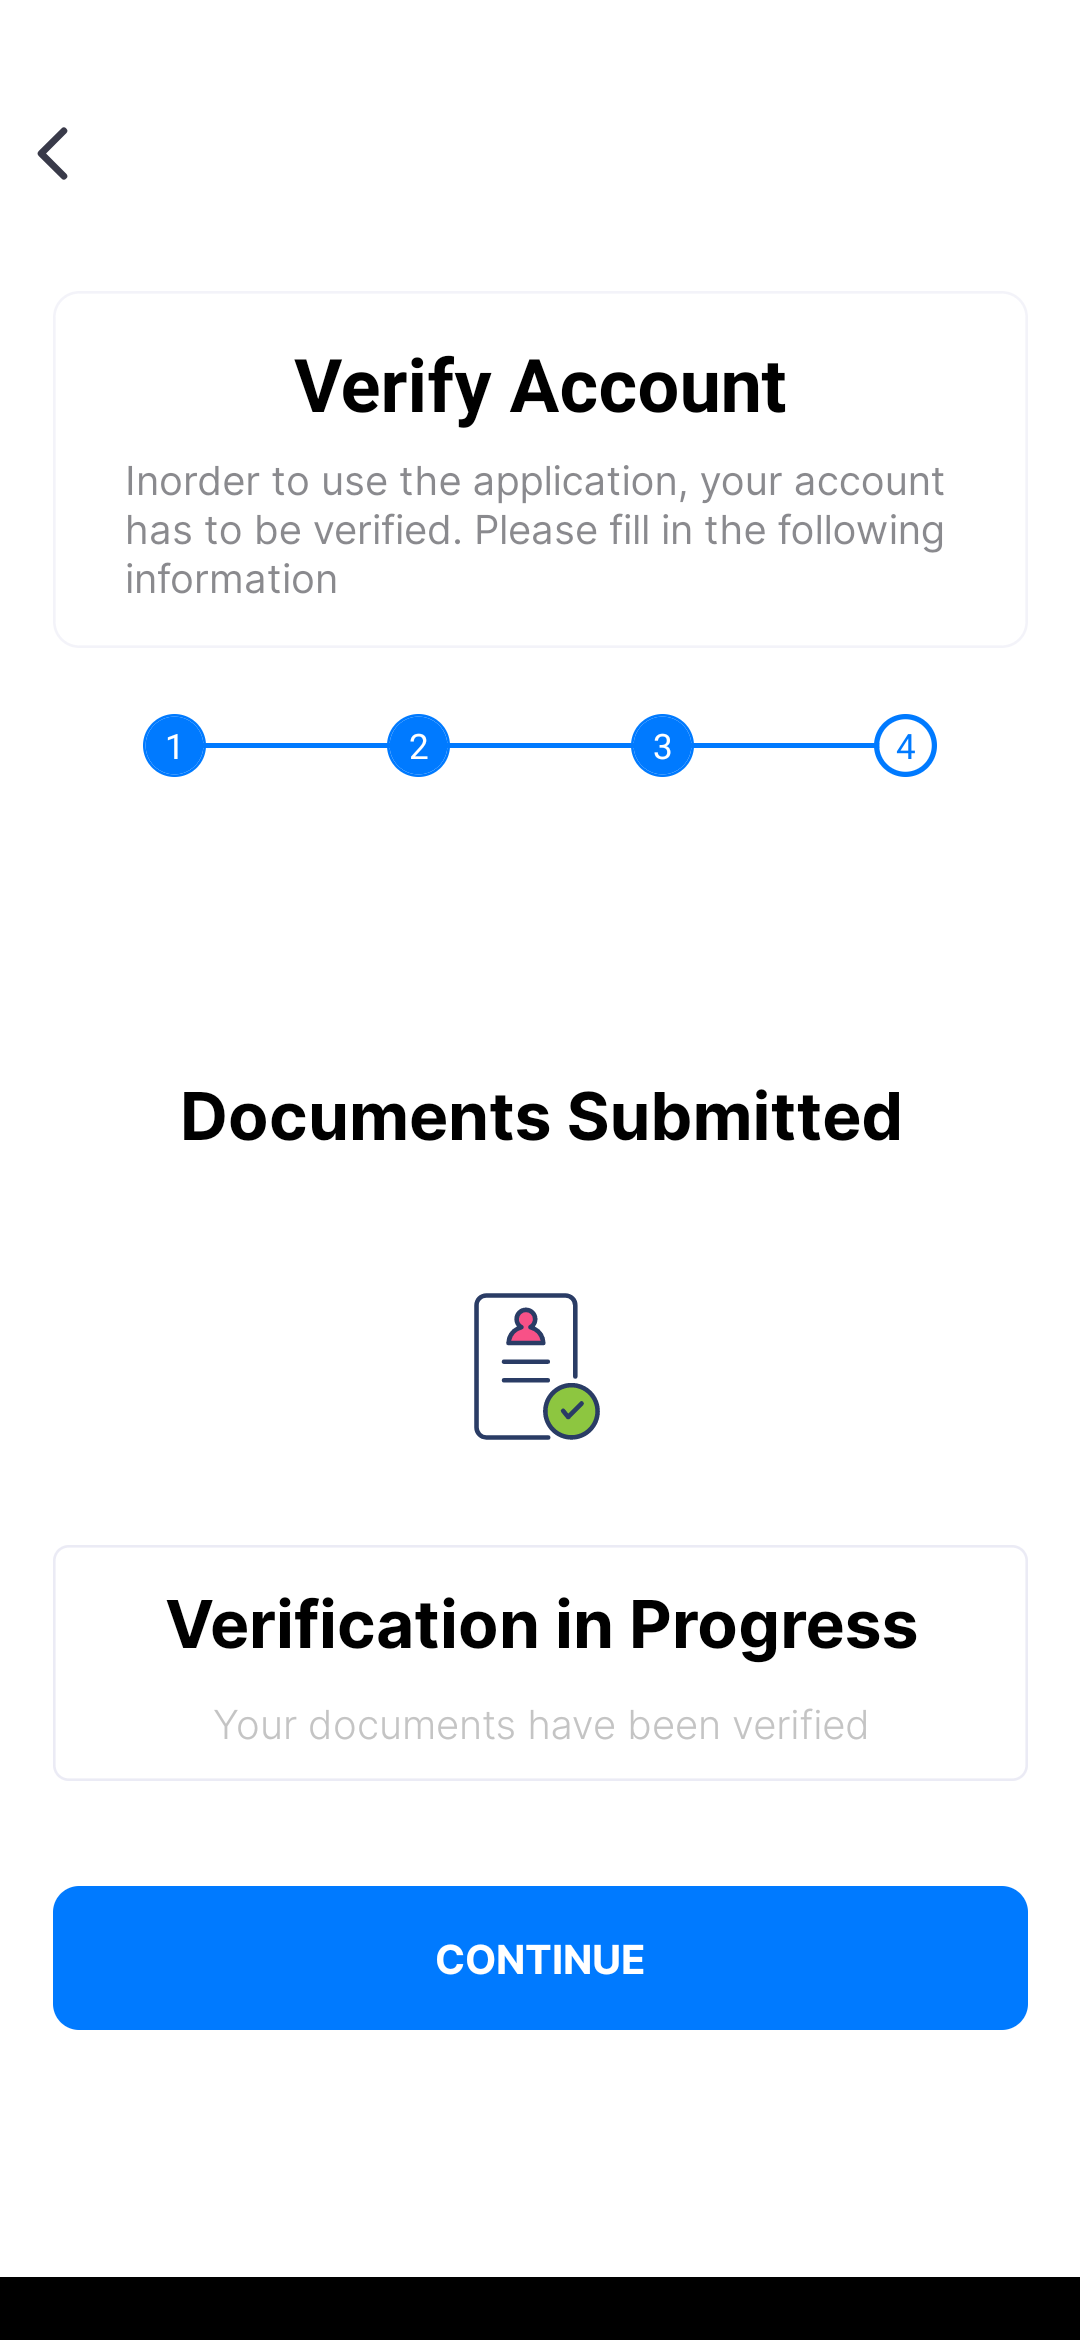 Verify Account
Inorder to use the application, your account
has to be verified. Please fill in the following
information
1 2 3 4
Documents Submitted
Verification in Progress
Your documents have been verified
CONTINUE